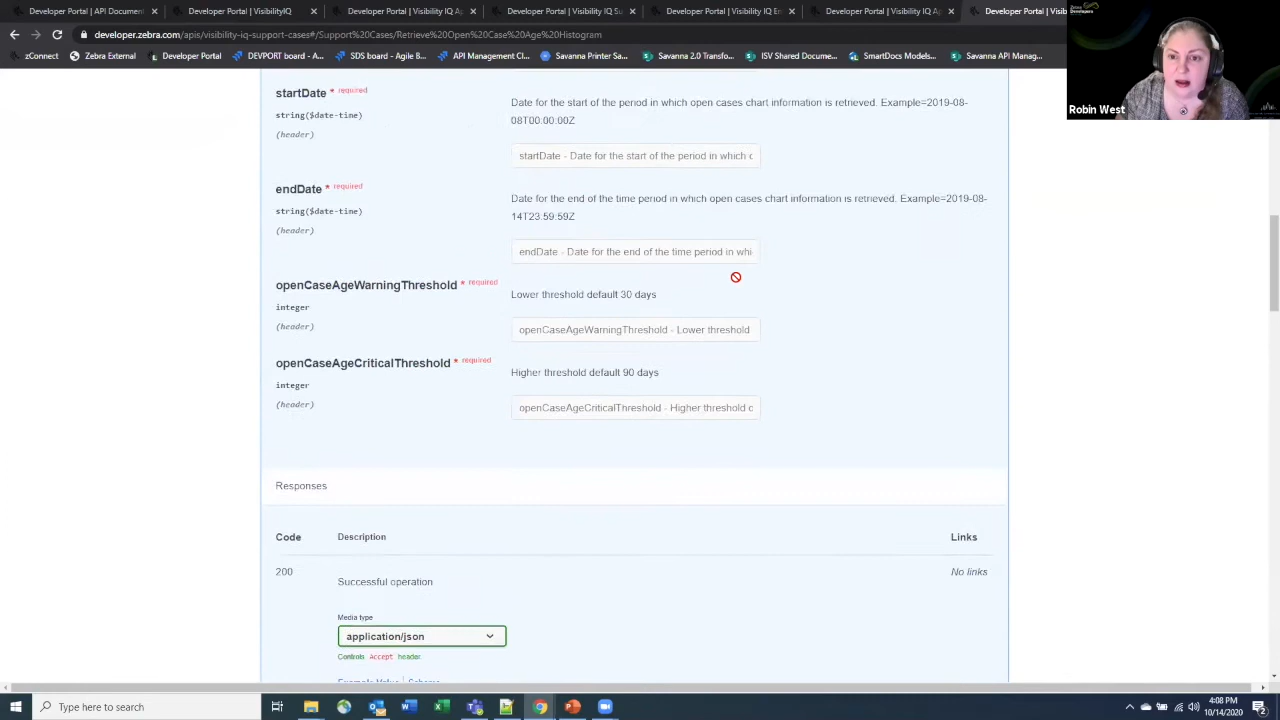 Developer Portal | API Document
Developer Portal | VisibilityIQ
Developer Portal | Visibility IQ Ap
Developer Portal | Visibility IQ Su
Developer Portal | VisibilityIQ En
Developer Portal | Visibility IQ Ap
Developer Portal | Visi
developer.zebra.com/apis/visibility-iq-support-cases#/Support%20Cases/Retrieve%20Open%20Case%20Age%20Histogram
zConnect
Zebra External
Developer Portal
DEVPORT board - A...
SDS board - Agile B...
API Management C...
Savanna Printer Sa...
Savanna 2.0 Transfo...
ISV Shared Docume...
SmartDocs Models...
Savanna API Manag...
Zebra
Developers
Robin West
startDate * required
string($date-time)
(header)
Date for the start of the period in which open cases chart information is retrieved. Example=2019-08-
08T00:00:00Z
startDate - Date for the start of the period in which c
endDate * required
string($date-time)
(header)
Date for the end of the time period in which open cases chart information is retrieved. Example=2019-08-
14T23:59:59Z
endDate - Date for the end of the time period in whi
openCaseAgeWarningThreshold * required
integer
(header)
Lower threshold default 30 days
openCaseAgeWarningThreshold - Lower threshold
openCaseAgeCriticalThreshold * required
integer
(header)
Higher threshold default 90 days
openCaseAgeCriticalThreshold - Higher threshold c
Responses
Code Description Links
200 Successful operation No links
Media type
application/json
Controls Accept header.
Example Value | Schema
Type here to search
4:08 PM
10/14/2020
2